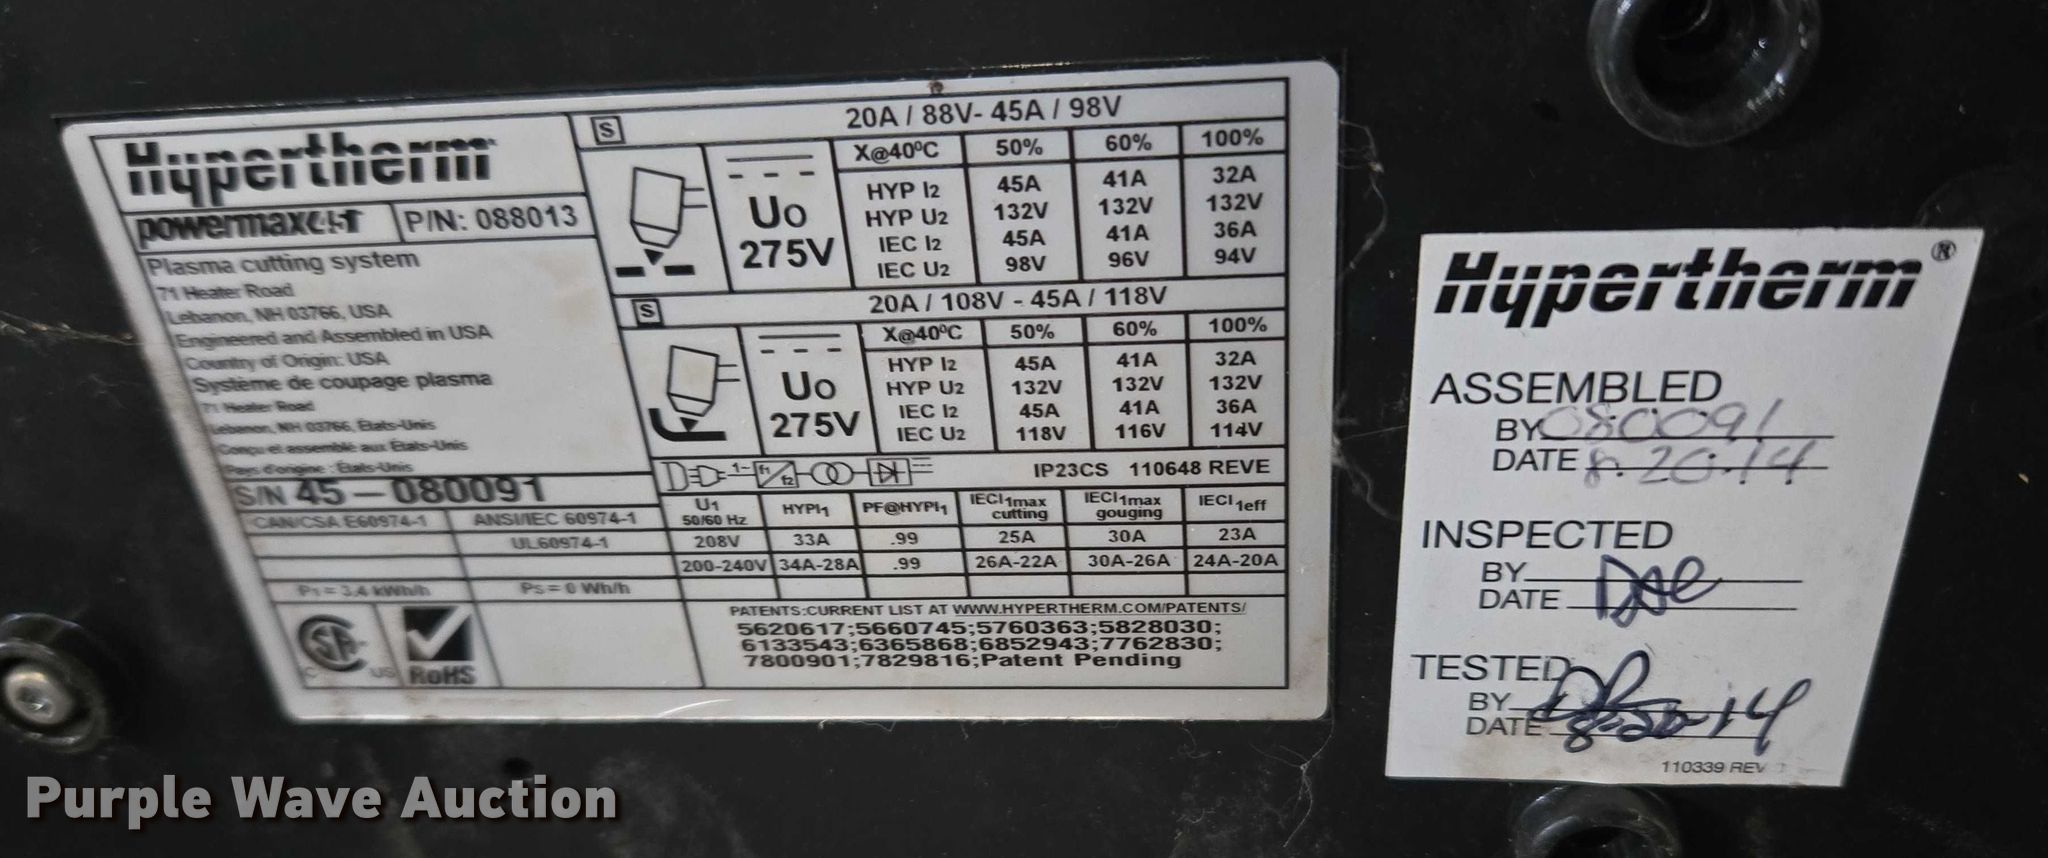 Hypertherm
powermax45 P/N: 088013
Plasma cutting system
71 Heater Road
Lebanon, NH 03766, USA
Engineered and Assembled in USA
Country of Origin: USA
Système de coupage plasma
71 Heater Road
Lebanon, NH 03766, États-Unis
Conçu et assemblé aux États-Unis
Pays d'origine : États-Unis
S/N 45-080091
CAN/CSA E60974-1 ANSI/IEC 60974-1
UL60974-1
P1 = 3.4 kWh/h Ps = 0 Wh/h
C SA US RoHS
S 20A / 88V- 45A / 98V
U0
275V
X@40ºC 50% 60% 100%
HYP I2 45A 41A 32A
HYP U2 132V 132V 132V
IEC I2 45A 41A 36A
IEC U2 98V 96V 94V
S 20A / 108V - 45A / 118V
U0
275V
X@40ºC 50% 60% 100%
HYP I2 45A 41A 32A
HYP U2 132V 132V 132V
IEC I2 45A 41A 36A
IEC U2 118V 116V 114V
1~ f1 f2 IP23CS 110648 REVE
U1 50/60 Hz HYPI1 PF@HYPI1 IECI1max cutting IECI1max gouging IECI1eff
208V 33A .99 25A 30A 23A
200-240V 34A-28A .99 26A-22A 30A-26A 24A-20A
PATENTS:CURRENT LIST AT WWW.HYPERTHERM.COM/PATENTS/
5620617;5660745;5760363;5828030;
6133543;6365868;6852943;7762830;
7800901;7829816;Patent Pending
Hypertherm®
ASSEMBLED
BY 080091
DATE 8.20.14
INSPECTED
BY
DATE
TESTED
BY
DATE 8-20-14
110339 REV
Purple Wave Auction